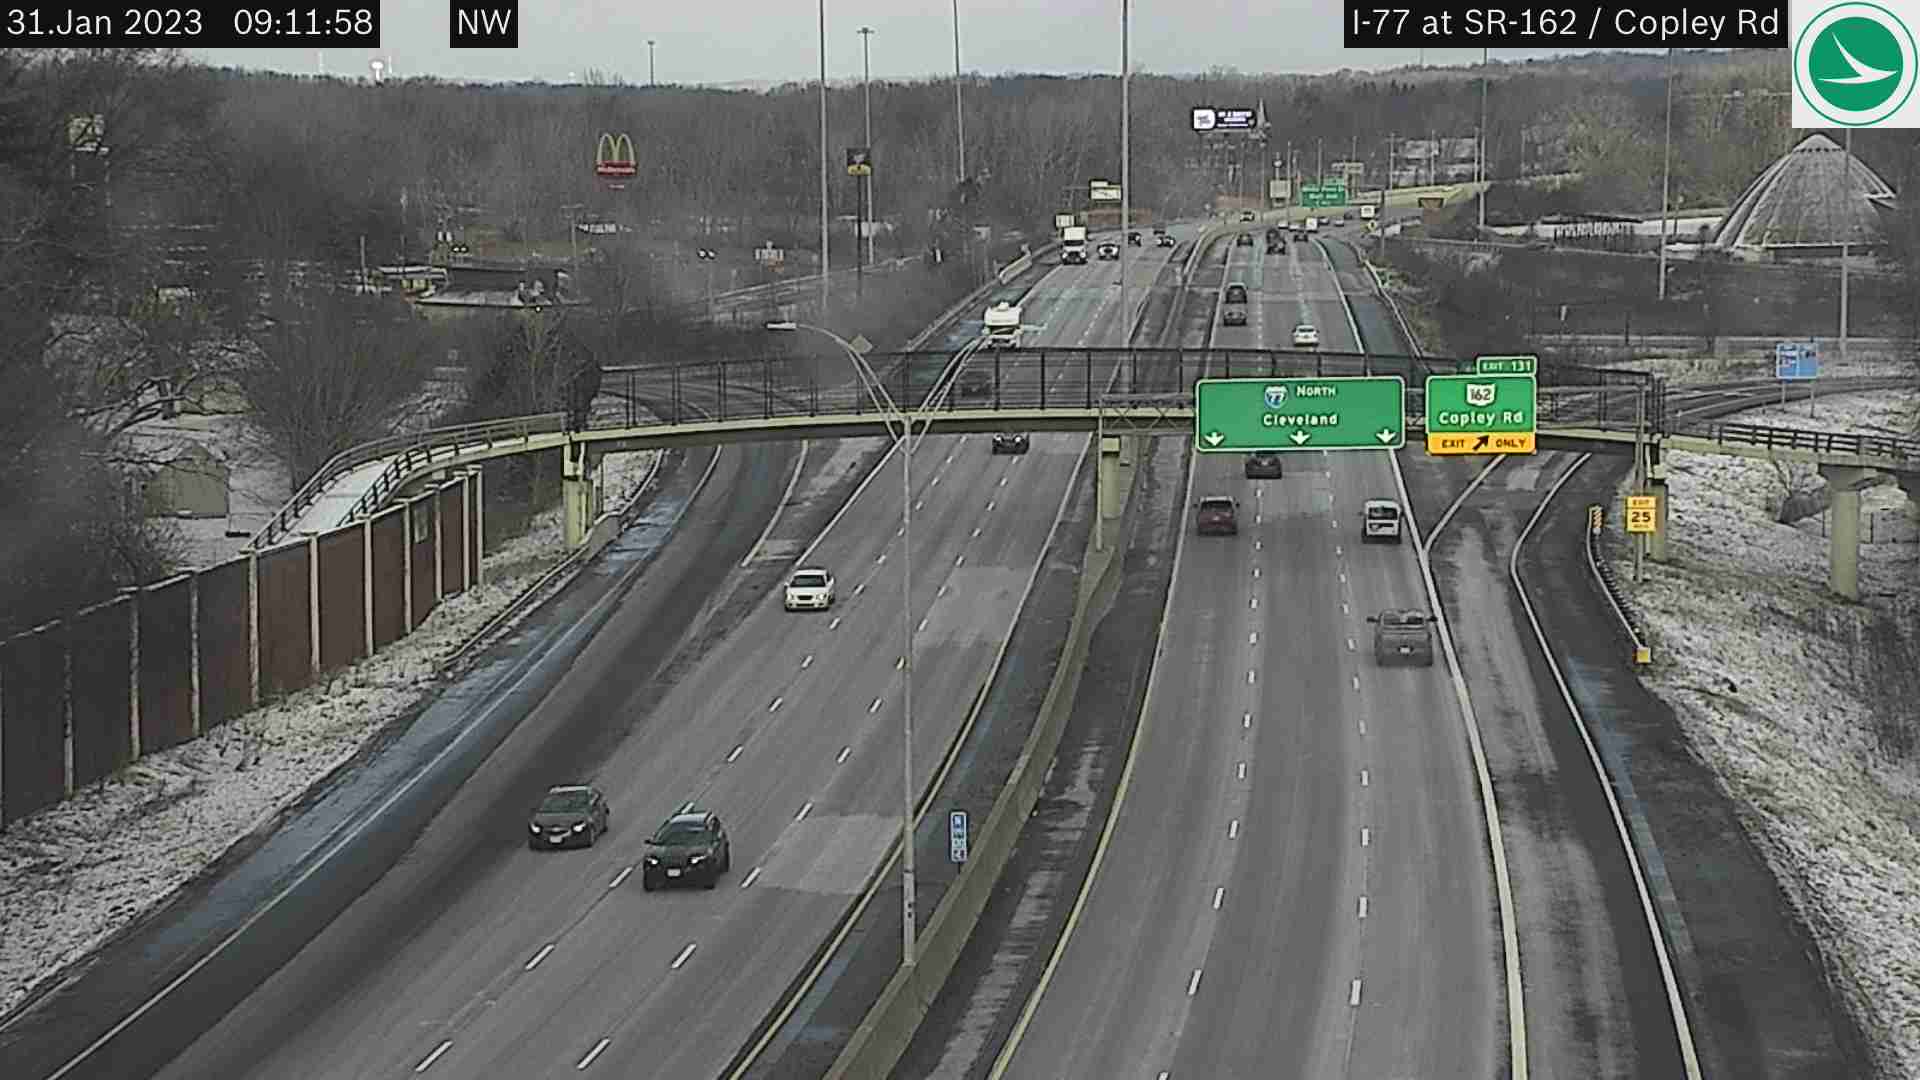 31.Jan 2023 09:11:58
NW
I-77 at SR-162 / Copley Rd
McDonald's
EXIT 131
77 NORTH
Cleveland
162
Copley Rd
EXIT ONLY
EXIT
25